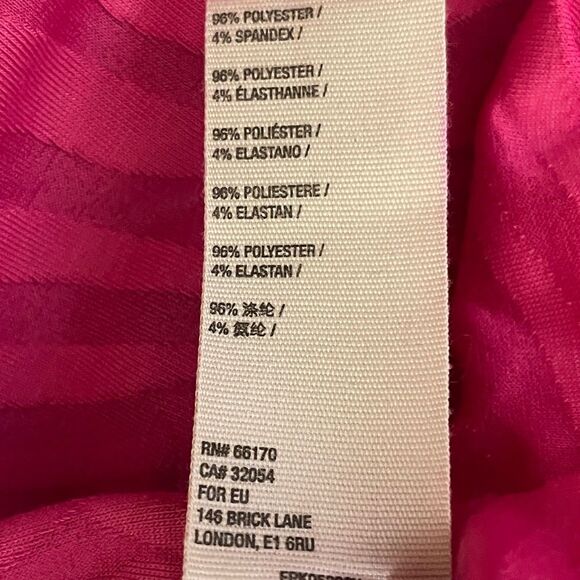 96% POLYESTER /
4% SPANDEX /
96% POLYESTER /
4% ÉLASTHANNE /
96% POLIÉSTER /
4% ELASTANO /
96% POLIESTERE /
4% ELASTAN /
96% POLYESTER /
4% ELASTAN /
96% 涤纶 /
4% 氨纶 /
RN# 66170
CA# 32054
FOR EU
146 BRICK LANE
LONDON, E1 6RU